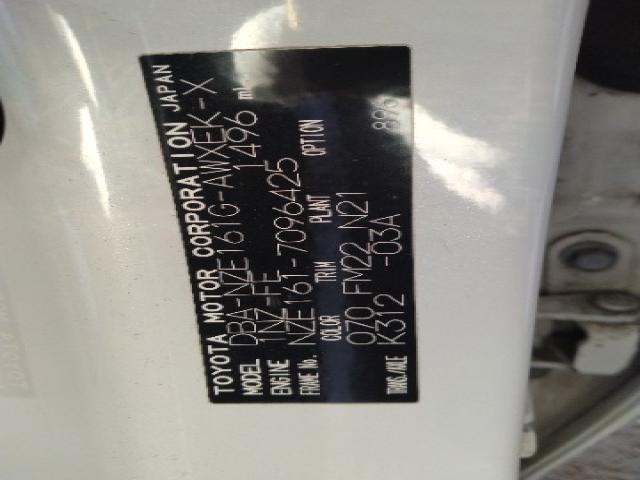 TOYOTA MOTOR CORPORATION JAPAN
MODEL DBA-NZE161G-AWXEK-X
ENGINE 1NZ-FE 1496 ml
FRAME No. NZE161-7096425
COLOR TRIM PLANT OPTION
070 FM22 N21 896
TRANS./AXLE K312 -03A